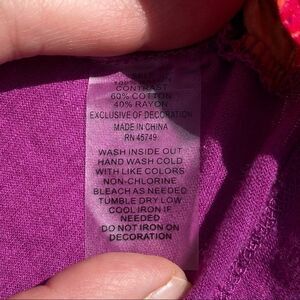 CONTRAST
60% COTTON
40% RAYON
EXCLUSIVE OF DECORATION
MADE IN CHINA
RN 45749
WASH INSIDE OUT
HAND WASH COLD
WITH LIKE COLORS
NON-CHLORINE
BLEACH AS NEEDED
TUMBLE DRY LOW
COOL IRON IF
NEEDED
DO NOT IRON ON
DECORATION